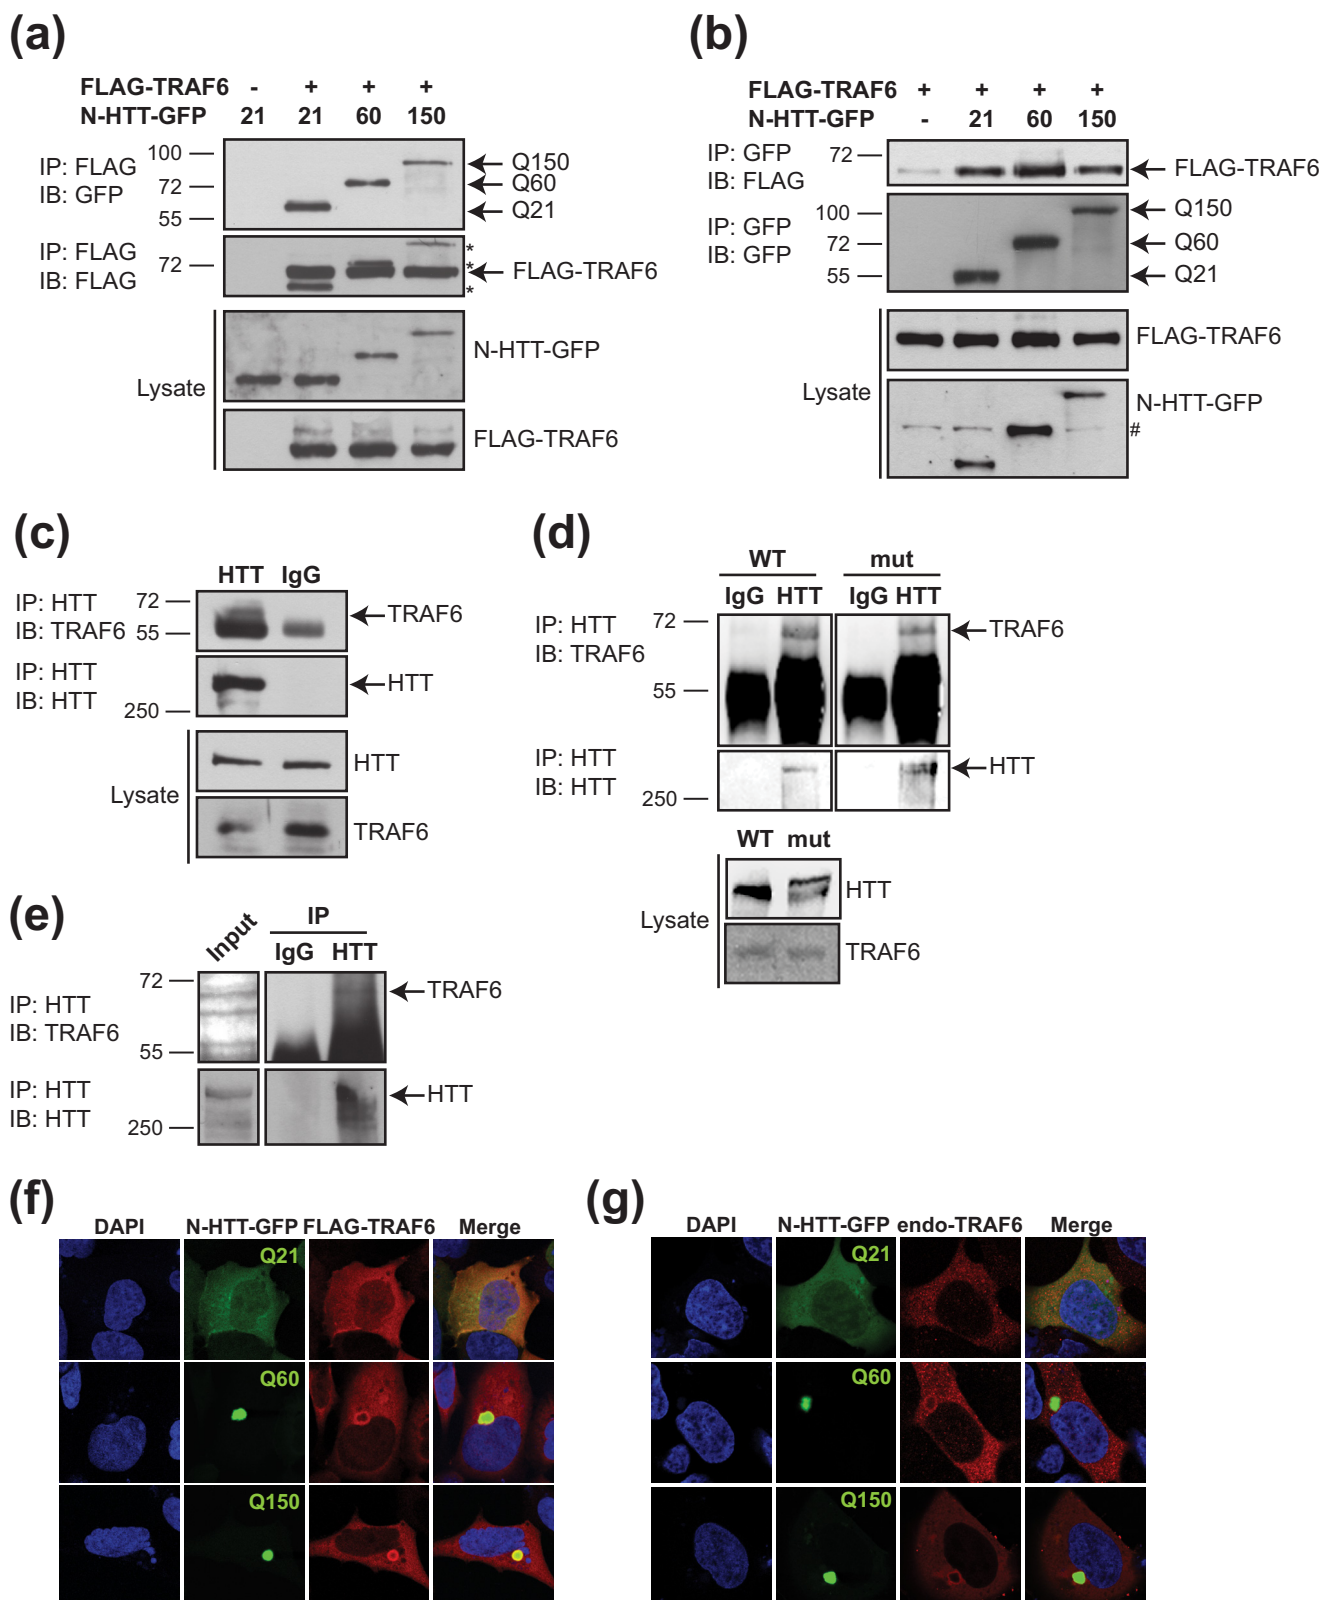 (a)
FLAG-TRAF6 - + + +
N-HTT-GFP 21 21 60 150
IP: FLAG
IB: GFP
100
72
55
Q150
Q60
Q21
IP: FLAG
IB: FLAG
72
*
*
*
FLAG-TRAF6
Lysate
N-HTT-GFP
FLAG-TRAF6
(b)
FLAG-TRAF6 + + + +
N-HTT-GFP - 21 60 150
IP: GFP
IB: FLAG
72
FLAG-TRAF6
IP: GFP
IB: GFP
100
72
55
Q150
Q60
Q21
Lysate
FLAG-TRAF6
N-HTT-GFP
#
(c)
HTT IgG
IP: HTT
IB: TRAF6
72
55
TRAF6
IP: HTT
IB: HTT
250
HTT
Lysate
HTT
TRAF6
(d)
WT mut
IgG HTT IgG HTT
IP: HTT
IB: TRAF6
72
55
TRAF6
IP: HTT
IB: HTT
250
HTT
WT mut
Lysate
HTT
TRAF6
(e)
Input
IP
IgG HTT
IP: HTT
IB: TRAF6
72
55
TRAF6
IP: HTT
IB: HTT
250
HTT
(f)
DAPI N-HTT-GFP FLAG-TRAF6 Merge
Q21
Q60
Q150
(g)
DAPI N-HTT-GFP endo-TRAF6 Merge
Q21
Q60
Q150